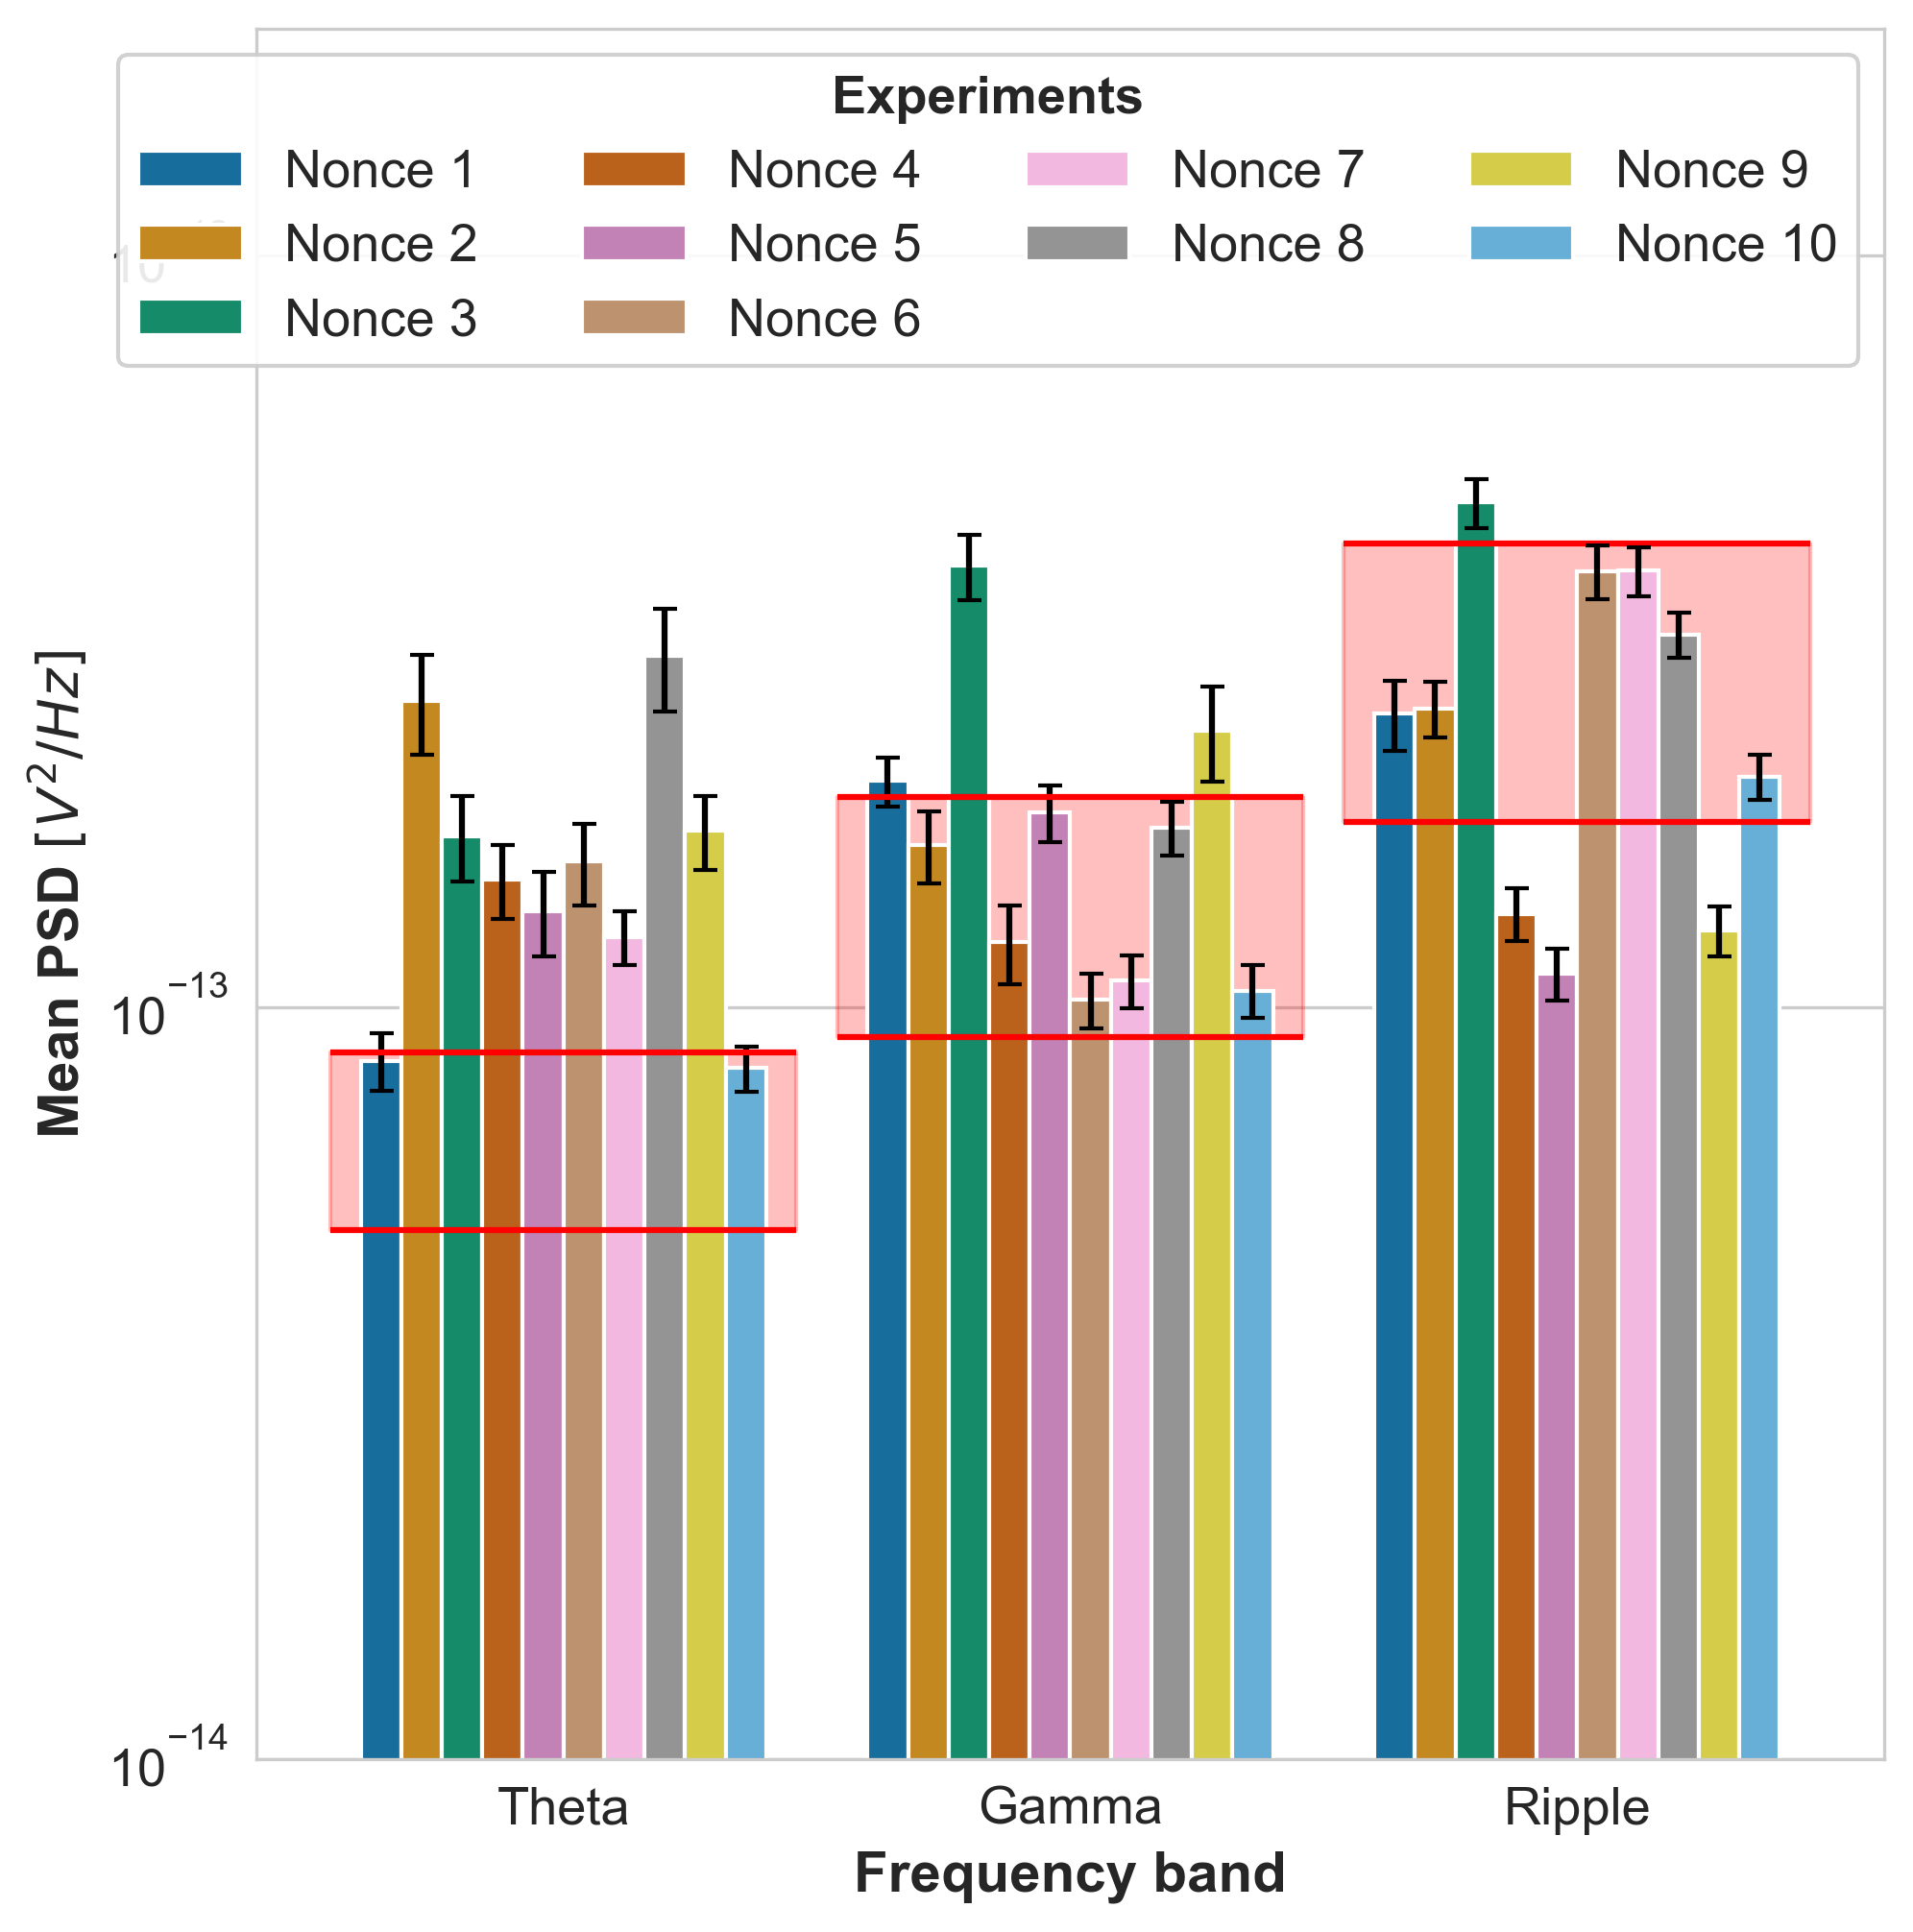 Experiments
Nonce 1
Nonce 2
Nonce 3
Nonce 4
Nonce 5
Nonce 6
Nonce 7
Nonce 8
Nonce 9
Nonce 10
Mean PSD [V²/Hz]
10⁻¹³
10⁻¹⁴
Theta Gamma Ripple
Frequency band